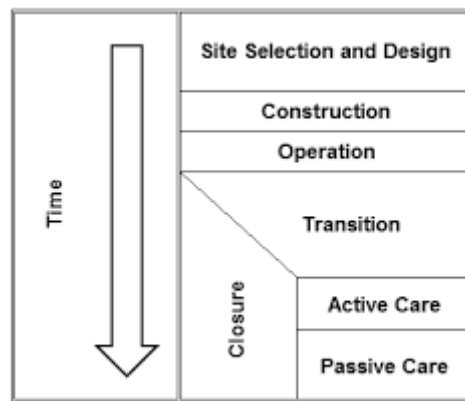 Time
Site Selection and Design
Construction
Operation
Transition
Closure
Active Care
Passive Care